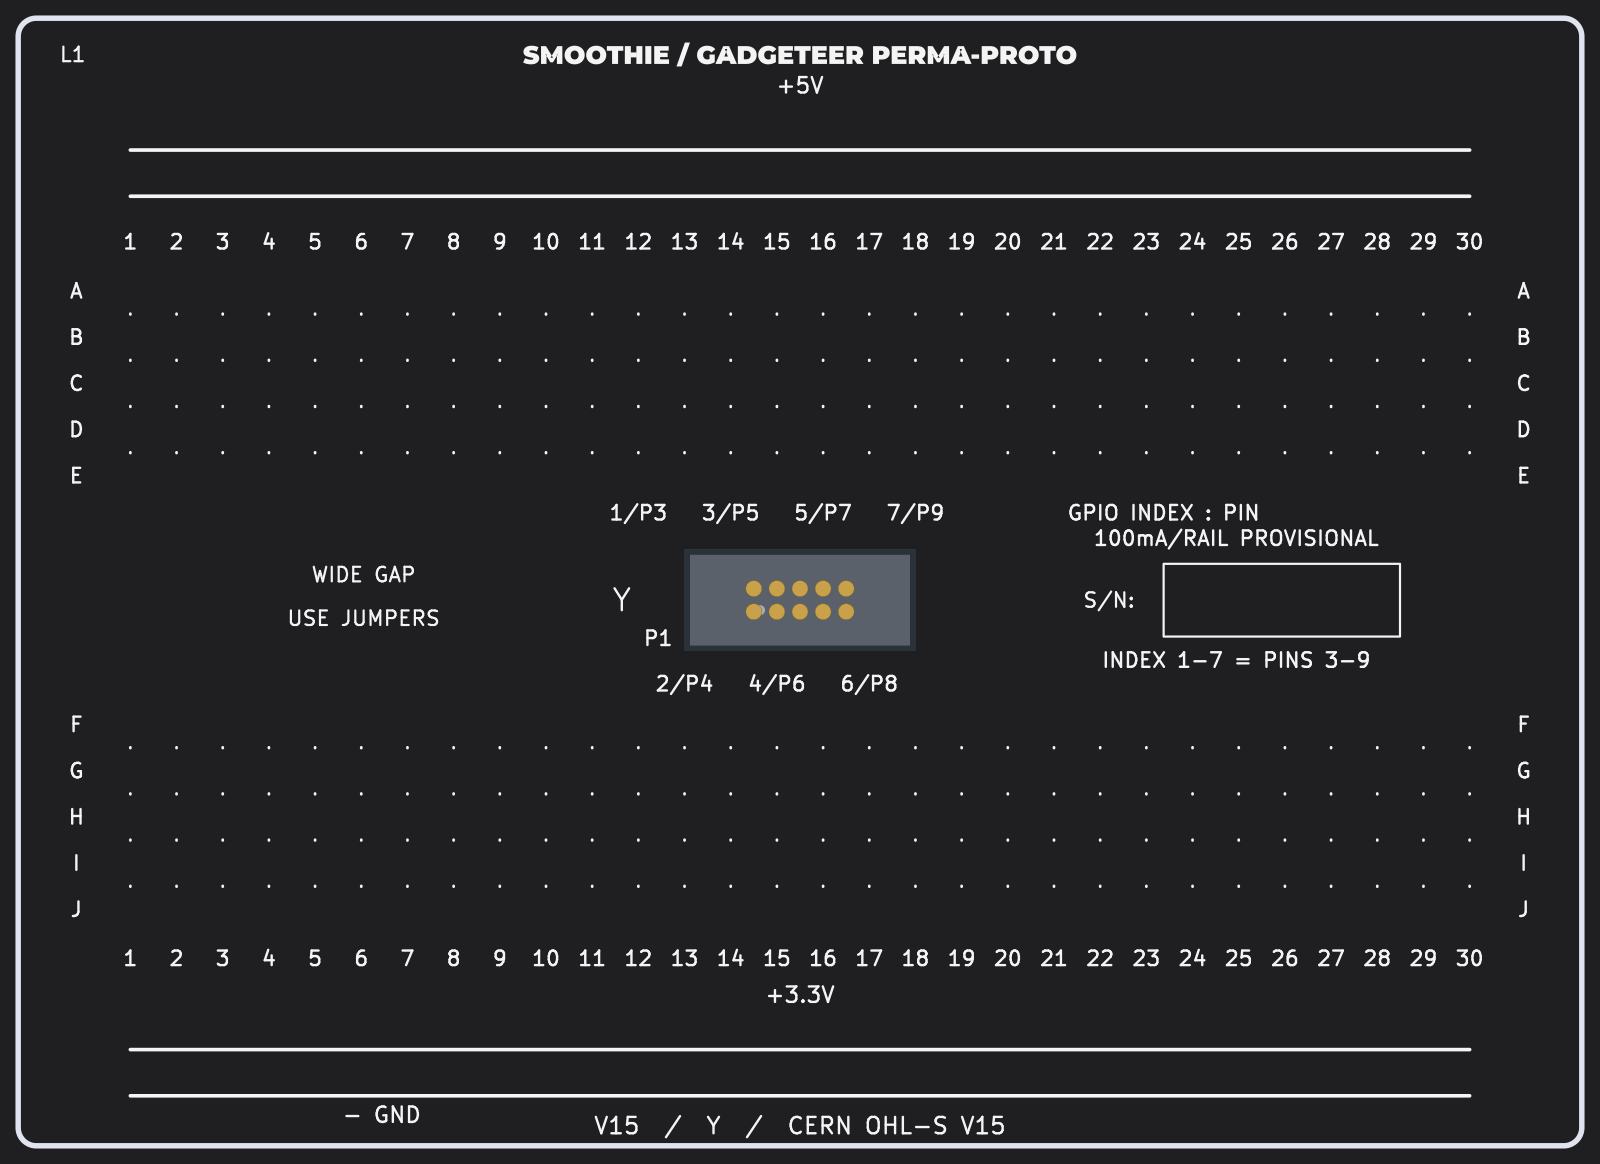 L1
SMOOTHIE / GADGETEER PERMA-PROTO
+5V
1 2 3 4 5 6 7 8 9 10 11 12 13 14 15 16 17 18 19 20 21 22 23 24 25 26 27 28 29 30
A A
B B
C C
D D
E E
1/P3 3/P5 5/P7 7/P9
GPIO INDEX : PIN
100mA/RAIL PROVISIONAL
WIDE GAP
USE JUMPERS
Y
P1
S/N:
INDEX 1-7 = PINS 3-9
2/P4 4/P6 6/P8
F F
G G
H H
I I
J J
1 2 3 4 5 6 7 8 9 10 11 12 13 14 15 16 17 18 19 20 21 22 23 24 25 26 27 28 29 30
+3.3V
- GND
V15 / Y / CERN OHL-S V15